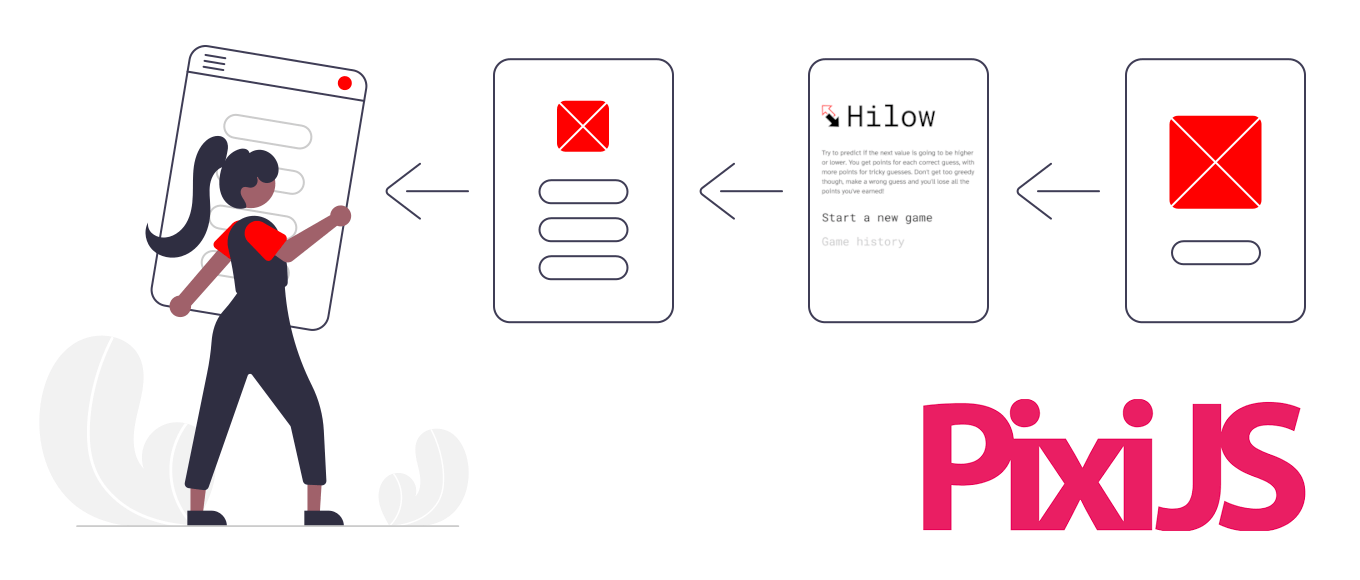 Hilow
Try to predict if the next value is going to be higher
or lower. You get points for each correct guess, with
more points for tricky guesses. Don't get too greedy
though, make a wrong guess and you'll lose all the
points you've earned!
Start a new game
Game history
PixiJS